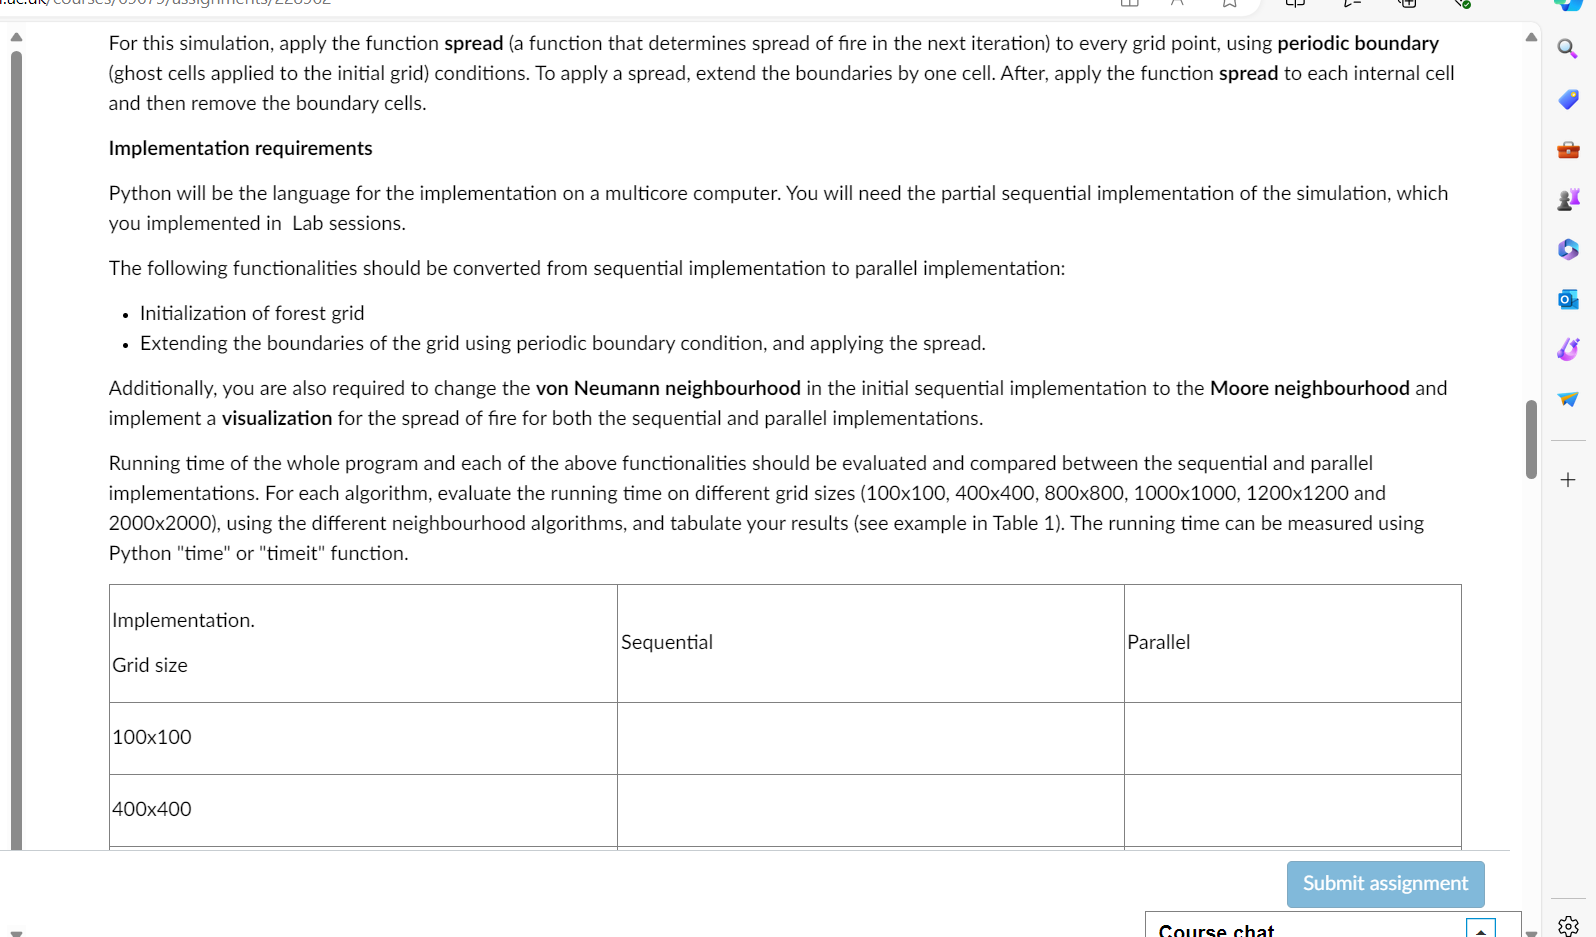 For this simulation, apply the function spread (a function that determines spread of fire in the next iteration) to every grid point, using periodic boundary
(ghost cells applied to the initial grid) conditions. To apply a spread, extend the boundaries by one cell. After, apply the function spread to each internal cell
and then remove the boundary cells.
Implementation requirements
Python will be the language for the implementation on a multicore computer. You will need the partial sequential implementation of the simulation, which
you implemented in  Lab sessions.
The following functionalities should be converted from sequential implementation to parallel implementation:
• Initialization of forest grid
• Extending the boundaries of the grid using periodic boundary condition, and applying the spread.
Additionally, you are also required to change the von Neumann neighbourhood in the initial sequential implementation to the Moore neighbourhood and
implement a visualization for the spread of fire for both the sequential and parallel implementations.
Running time of the whole program and each of the above functionalities should be evaluated and compared between the sequential and parallel
implementations. For each algorithm, evaluate the running time on different grid sizes (100x100, 400x400, 800x800, 1000x1000, 1200x1200 and
2000x2000), using the different neighbourhood algorithms, and tabulate your results (see example in Table 1). The running time can be measured using
Python "time" or "timeit" function.
Implementation.
Grid size
Sequential
Parallel
100x100
400x400
Submit assignment
Course chat